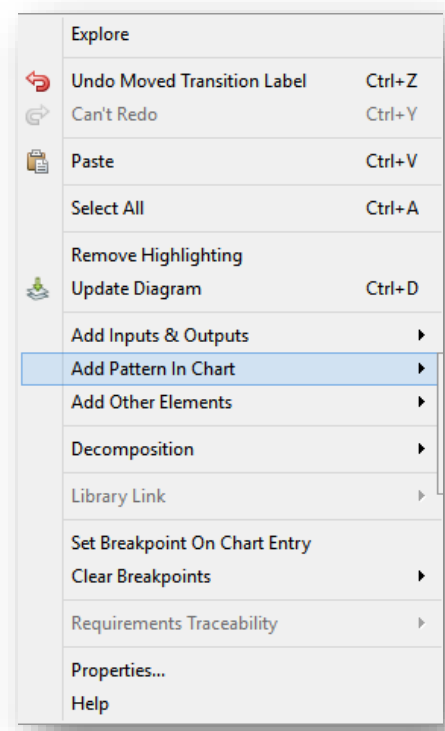 Explore
Undo Moved Transition Label Ctrl+Z
Can't Redo Ctrl+Y
Paste Ctrl+V
Select All Ctrl+A
Remove Highlighting
Update Diagram Ctrl+D
Add Inputs & Outputs
Add Pattern In Chart
Add Other Elements
Decomposition
Library Link
Set Breakpoint On Chart Entry
Clear Breakpoints
Requirements Traceability
Properties...
Help